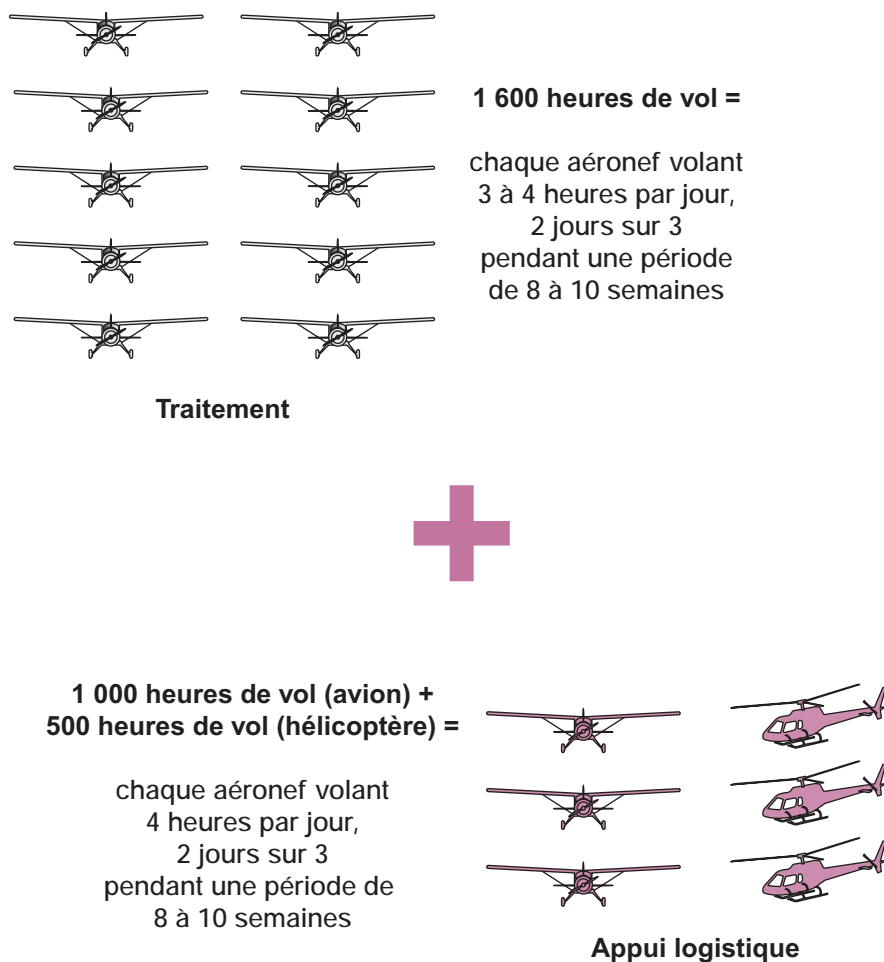 1 600 heures de vol =
chaque aéronef volant
3 à 4 heures par jour,
2 jours sur 3
pendant une période
de 8 à 10 semaines
Traitement
1 000 heures de vol (avion) +
500 heures de vol (hélicoptère) =
chaque aéronef volant
4 heures par jour,
2 jours sur 3
pendant une période de
8 à 10 semaines
Appui logistique